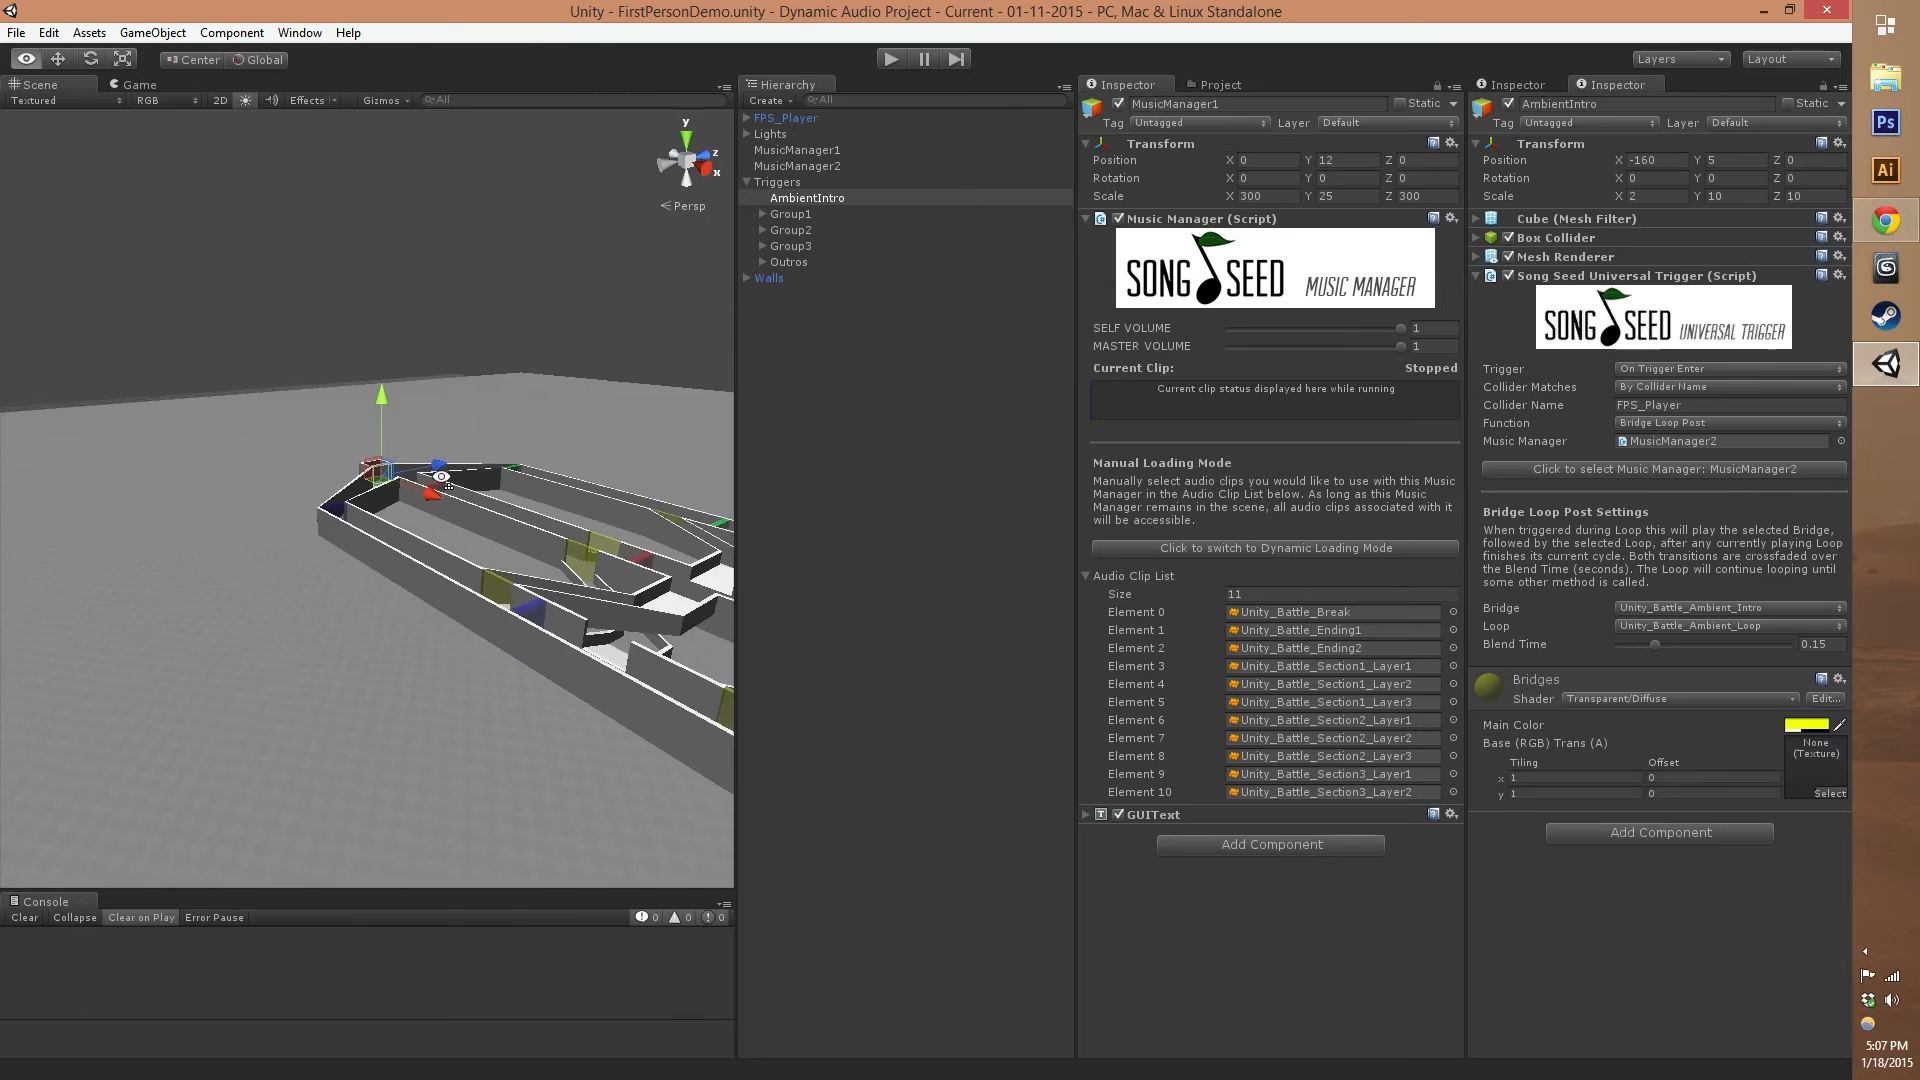 Unity - FirstPersonDemo.unity - Dynamic Audio Project - Current - 01-11-2015 - PC, Mac & Linux Standalone
File Edit Assets GameObject Component Window Help
Center Global
Layers Layout
Scene Game
Textured RGB 2D Effects Gizmos All
y
z
x
Persp
Hierarchy
Create All
FPS_Player
Lights
MusicManager1
MusicManager2
Triggers
AmbientIntro
Group1
Group2
Group3
Outros
Walls
Inspector Project
MusicManager1 Static
Tag Untagged Layer Default
Transform
Position X 0 Y 12 Z 0
Rotation X 0 Y 0 Z 0
Scale X 300 Y 25 Z 300
Music Manager (Script)
SONG SEED MUSIC MANAGER
SELF VOLUME 1
MASTER VOLUME 1
Current Clip: Stopped
Current clip status displayed here while running
Manual Loading Mode
Manually select audio clips you would like to use with this Music
Manager in the Audio Clip List below. As long as this Music
Manager remains in the scene, all audio clips associated with it
will be accessible.
Click to switch to Dynamic Loading Mode
Audio Clip List
Size 11
Element 0 Unity_Battle_Break
Element 1 Unity_Battle_Ending1
Element 2 Unity_Battle_Ending2
Element 3 Unity_Battle_Section1_Layer1
Element 4 Unity_Battle_Section1_Layer2
Element 5 Unity_Battle_Section1_Layer3
Element 6 Unity_Battle_Section2_Layer1
Element 7 Unity_Battle_Section2_Layer2
Element 8 Unity_Battle_Section2_Layer3
Element 9 Unity_Battle_Section3_Layer1
Element 10 Unity_Battle_Section3_Layer2
GUIText
Add Component
Inspector Inspector
AmbientIntro Static
Tag Untagged Layer Default
Transform
Position X -160 Y 5 Z 0
Rotation X 0 Y 0 Z 0
Scale X 2 Y 10 Z 10
Cube (Mesh Filter)
Box Collider
Mesh Renderer
Song Seed Universal Trigger (Script)
SONG SEED UNIVERSAL TRIGGER
Trigger On Trigger Enter
Collider Matches By Collider Name
Collider Name FPS_Player
Function Bridge Loop Post
Music Manager MusicManager2
Click to select Music Manager: MusicManager2
Bridge Loop Post Settings
When triggered during Loop this will play the selected Bridge,
followed by the selected Loop, after any currently playing Loop
finishes its current cycle. Both transitions are crossfaded over
the Blend Time (seconds). The Loop will continue looping until
some other method is called.
Bridge Unity_Battle_Ambient_Intro
Loop Unity_Battle_Ambient_Loop
Blend Time 0.15
Bridges
Shader Transparent/Diffuse Edit...
Main Color
Base (RGB) Trans (A)
None
(Texture)
Tiling Offset
x 1 0
y 1 0
Select
Add Component
Console
Clear Collapse Clear on Play Error Pause 0 0 0
Ps
Ai
5:07 PM
1/18/2015